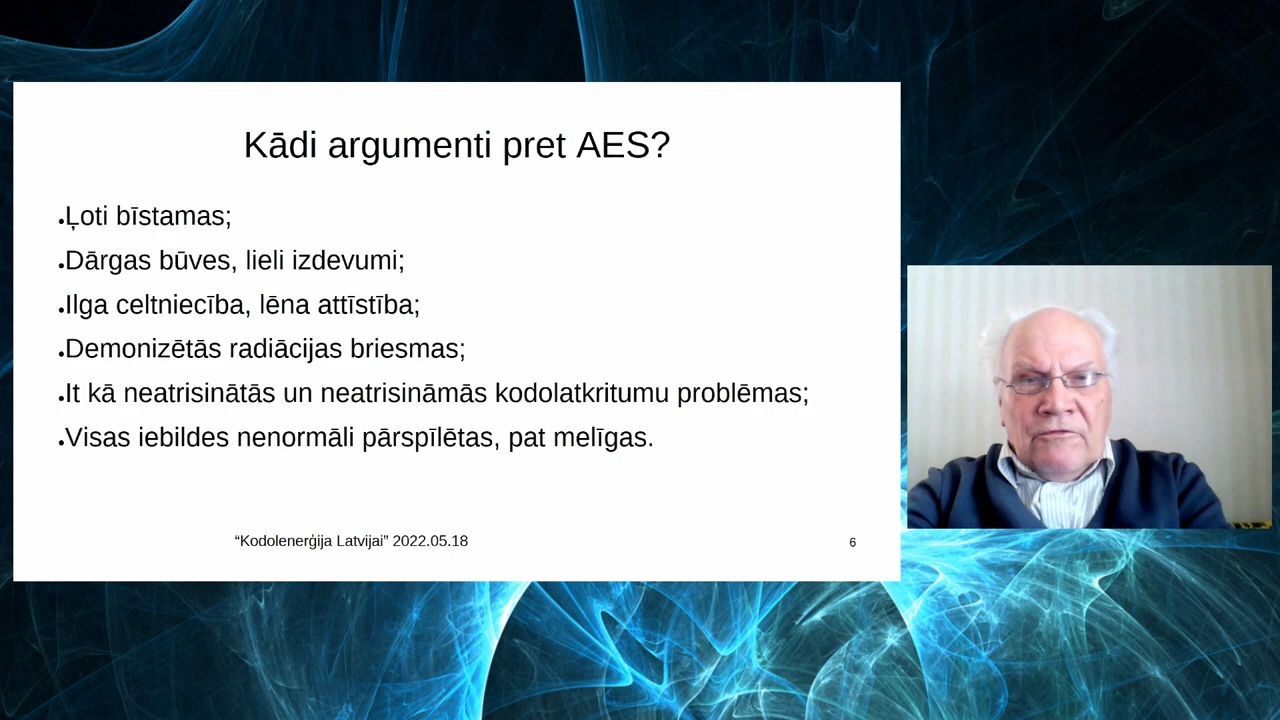 Kādi argumenti pret AES?
•Ļoti bīstamas;
•Dārgas būves, lieli izdevumi;
•Ilga celtniecība, lēna attīstība;
•Demonizētās radiācijas briesmas;
•It kā neatrisinātās un neatrisināmās kodolatkritumu problēmas;
•Visas iebildes nenormāli pārspīlētas, pat melīgas.
“Kodolenerģija Latvijai” 2022.05.18
6